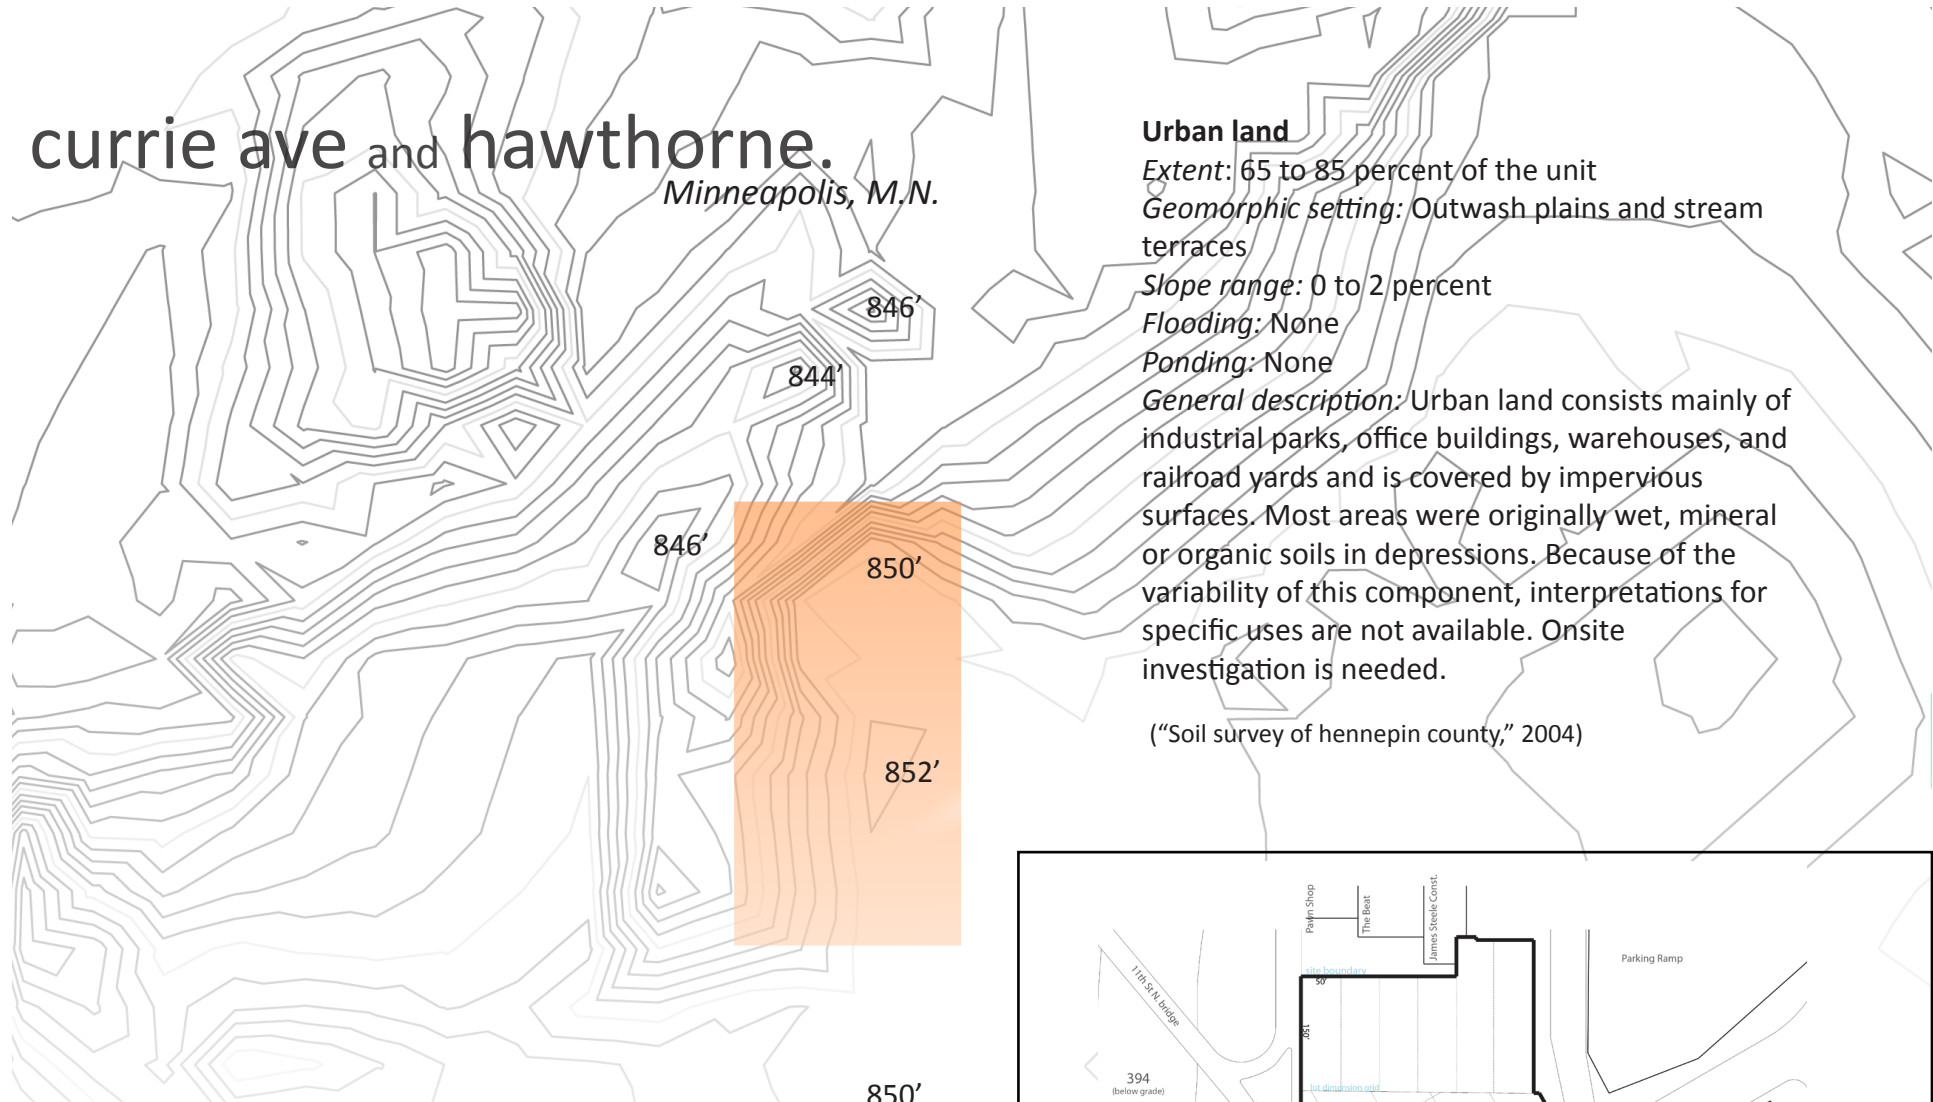 currie ave and hawthorne.
Minneapolis, M.N.
846’
844’
846’
850’
852’
850’
Urban land
Extent: 65 to 85 percent of the unit
Geomorphic setting: Outwash plains and stream
terraces
Slope range: 0 to 2 percent
Flooding: None
Ponding: None
General description: Urban land consists mainly of
industrial parks, office buildings, warehouses, and
railroad yards and is covered by impervious
surfaces. Most areas were originally wet, mineral
or organic soils in depressions. Because of the
variability of this component, interpretations for
specific uses are not available. Onsite
investigation is needed.
(“Soil survey of hennepin county,” 2004)
Pawn Shop
The Beat
James Steele Const.
Parking Ramp
11th St N. bridge
site boundary
50'
150'
lot dimension grid
394
(below grade)